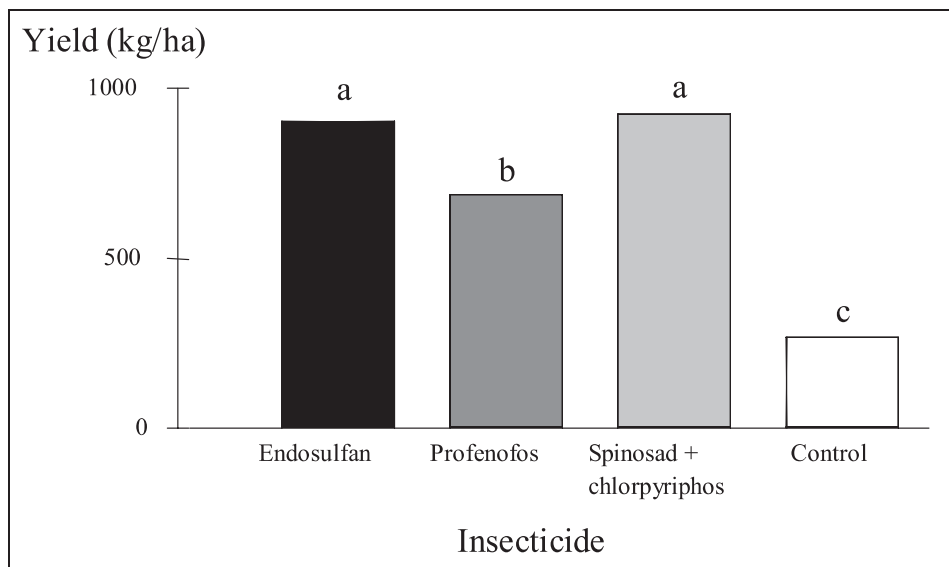 Yield (kg/ha)
1000
500
0
a
b
a
c
Endosulfan
Profenofos
Spinosad +
chlorpyriphos
Control
Insecticide